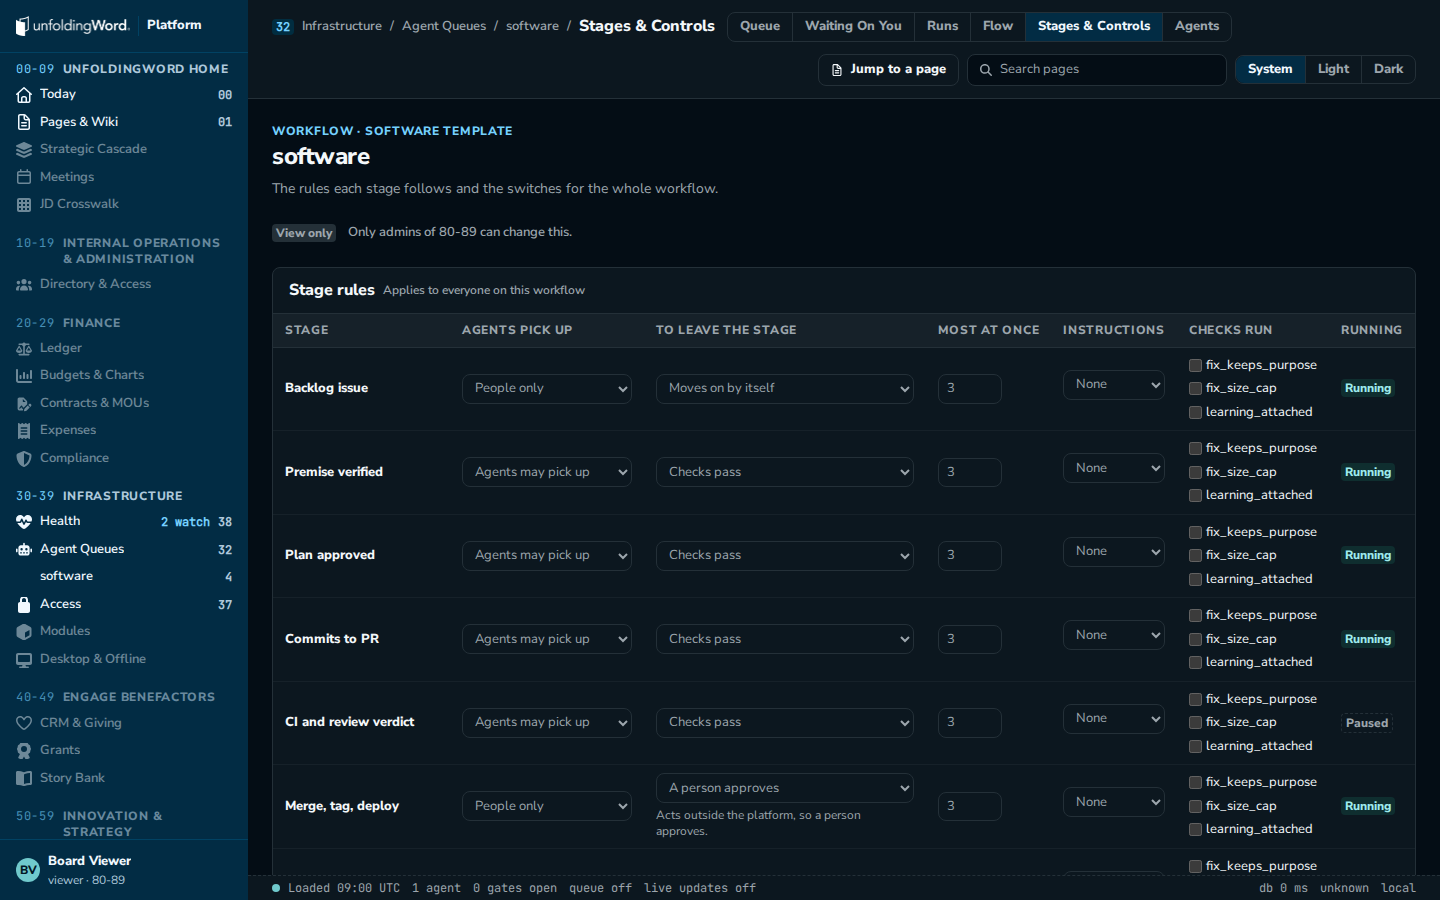 unfoldingWord Platform
00-09 UNFOLDINGWORD HOME
Today 00
Pages & Wiki 01
Strategic Cascade
Meetings
JD Crosswalk
10-19 INTERNAL OPERATIONS
& ADMINISTRATION
Directory & Access
20-29 FINANCE
Ledger
Budgets & Charts
Contracts & MOUs
Expenses
Compliance
30-39 INFRASTRUCTURE
Health 2 watch 38
Agent Queues 32
software 4
Access 37
Modules
Desktop & Offline
40-49 ENGAGE BENEFACTORS
CRM & Giving
Grants
Story Bank
50-59 INNOVATION &
STRATEGY
BV Board Viewer
viewer · 80-89
32 Infrastructure / Agent Queues / software / Stages & Controls
Queue Waiting On You Runs Flow Stages & Controls Agents
Jump to a page Search pages System Light Dark
WORKFLOW · SOFTWARE TEMPLATE
software
The rules each stage follows and the switches for the whole workflow.
View only Only admins of 80-89 can change this.
Stage rules Applies to everyone on this workflow
STAGE AGENTS PICK UP TO LEAVE THE STAGE MOST AT ONCE INSTRUCTIONS CHECKS RUN RUNNING
Backlog issue People only Moves on by itself 3 None fix_keeps_purpose
fix_size_cap
learning_attached
Running
Premise verified Agents may pick up Checks pass 3 None fix_keeps_purpose
fix_size_cap
learning_attached
Running
Plan approved Agents may pick up Checks pass 3 None fix_keeps_purpose
fix_size_cap
learning_attached
Running
Commits to PR Agents may pick up Checks pass 3 None fix_keeps_purpose
fix_size_cap
learning_attached
Running
CI and review verdict Agents may pick up Checks pass 3 None fix_keeps_purpose
fix_size_cap
learning_attached
Paused
Merge, tag, deploy People only A person approves 3 None fix_keeps_purpose
Acts outside the platform, so a person
approves.
fix_size_cap
learning_attached
Running
fix_keeps_purpose
Loaded 09:00 UTC 1 agent 0 gates open queue off live updates off db 0 ms unknown local